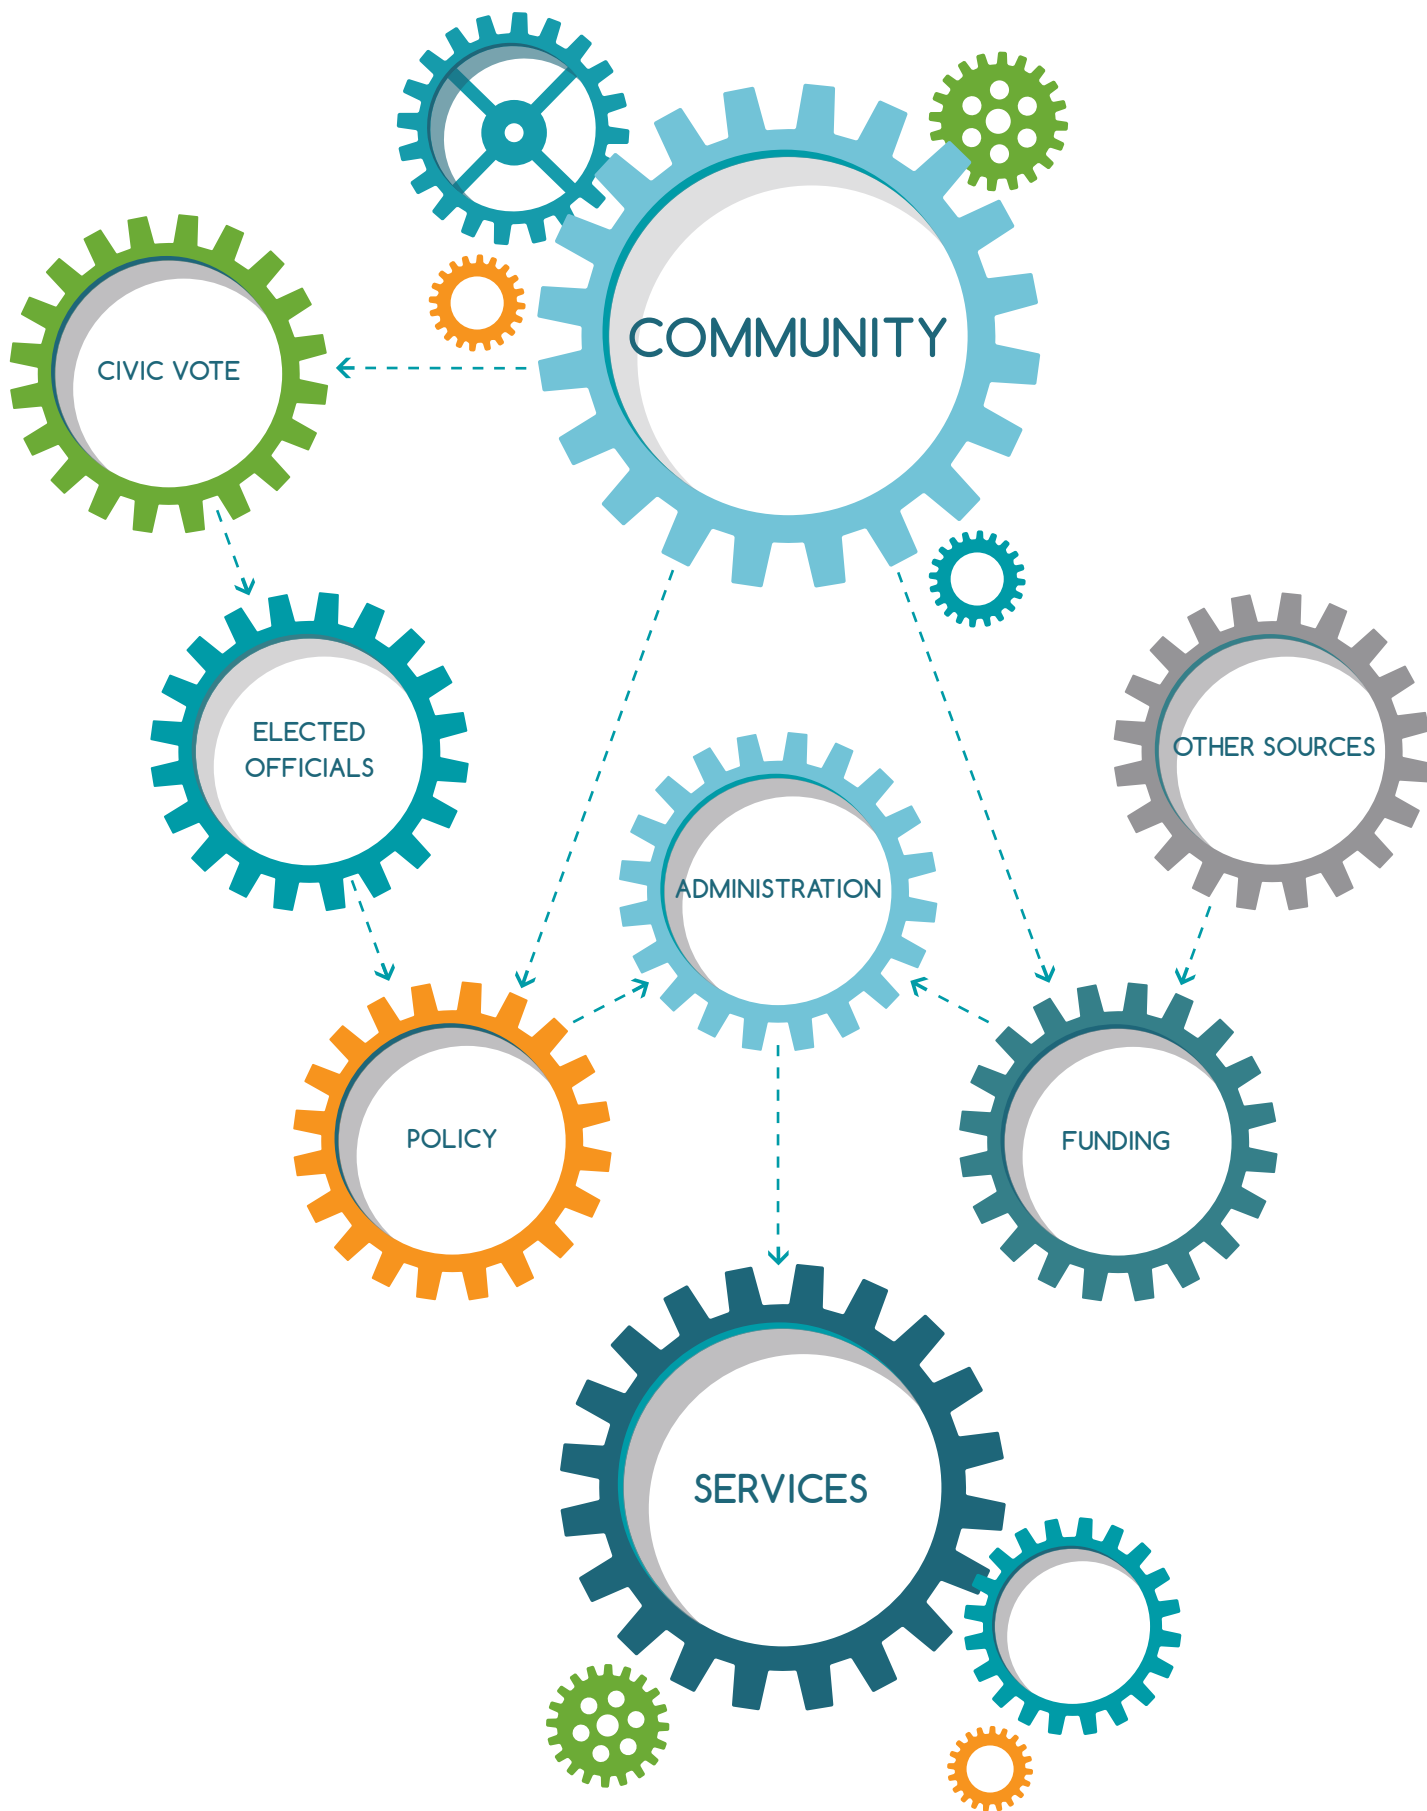 COMMUNITY
CIVIC VOTE
ELECTED
OFFICIALS
OTHER SOURCES
ADMINISTRATION
POLICY
FUNDING
SERVICES